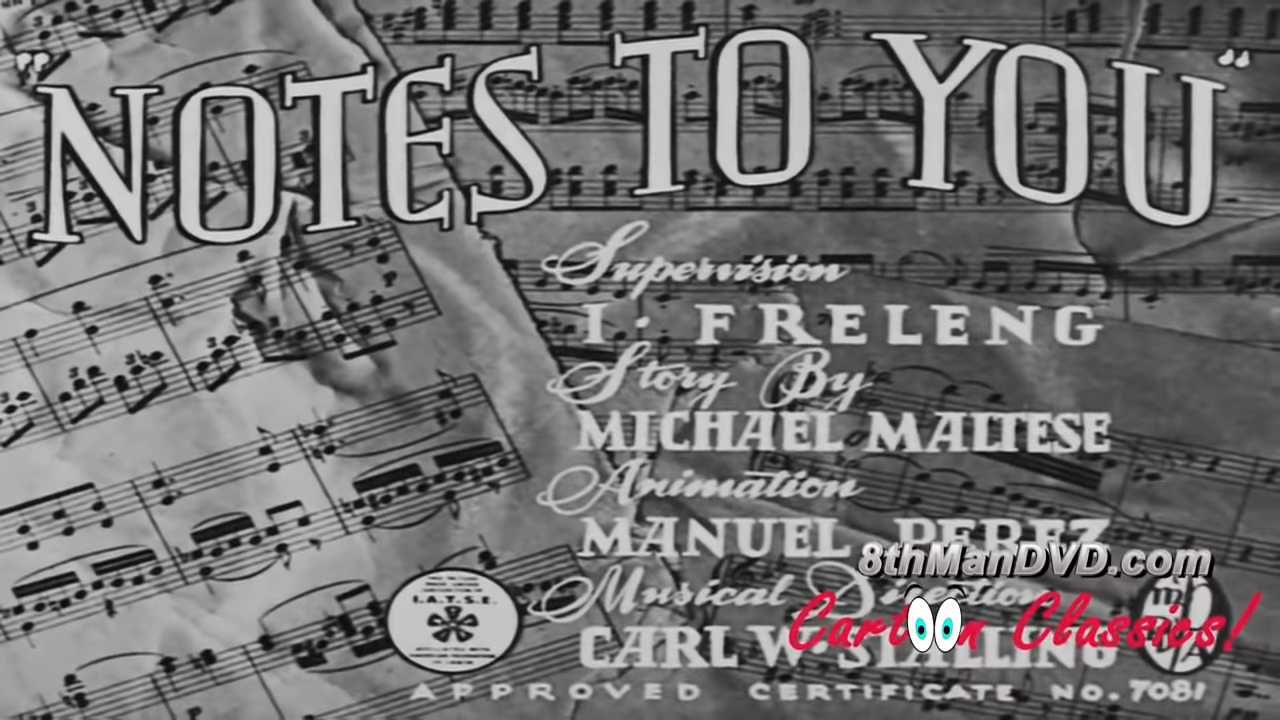 "NOTES TO YOU"
Supervision
I. FRELENG
Story By
MICHAEL MALTESE
Animation
MANUEL PEREZ
8thManDVD.com
Musical Direction
Cartoon Classics!
I.A.T.S.E.
CARL W. STALLING
APPROVED CERTIFICATE NO. 7081